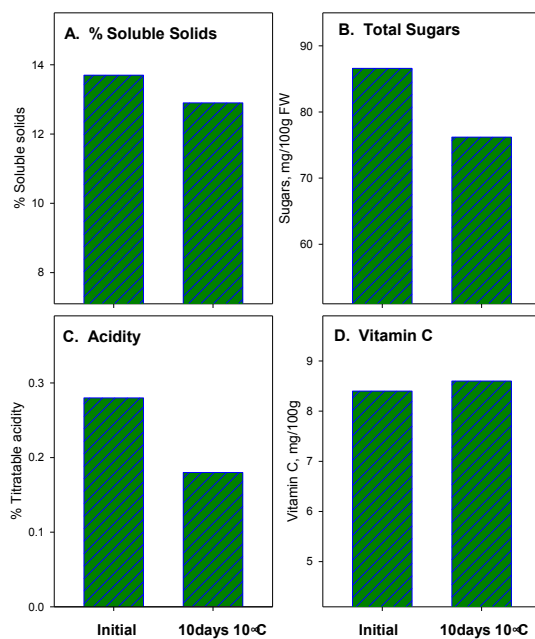 A. % Soluble Solids
% Soluble solids
14
12
10
8
B. Total Sugars
Sugars, mg/100g FW
90
80
70
60
C. Acidity
% Titratable acidity
0.3
0.2
0.1
0.0
Initial
10days 10∞C
D. Vitamin C
Vitamin C, mg/100g
9
8
7
6
5
Initial
10days 10∞C